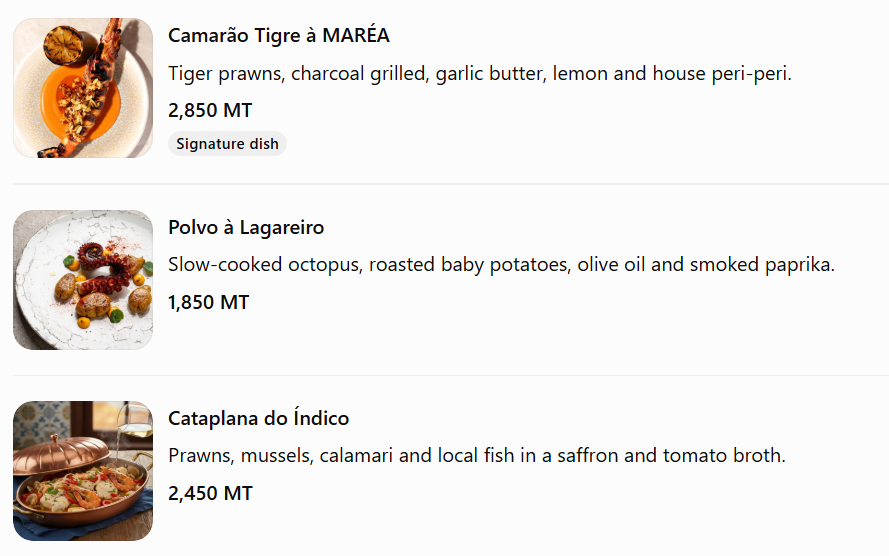 Camarão Tigre à MARÉA
Tiger prawns, charcoal grilled, garlic butter, lemon and house peri-peri.
2,850 MT
Signature dish
Polvo à Lagareiro
Slow-cooked octopus, roasted baby potatoes, olive oil and smoked paprika.
1,850 MT
Cataplana do Índico
Prawns, mussels, calamari and local fish in a saffron and tomato broth.
2,450 MT